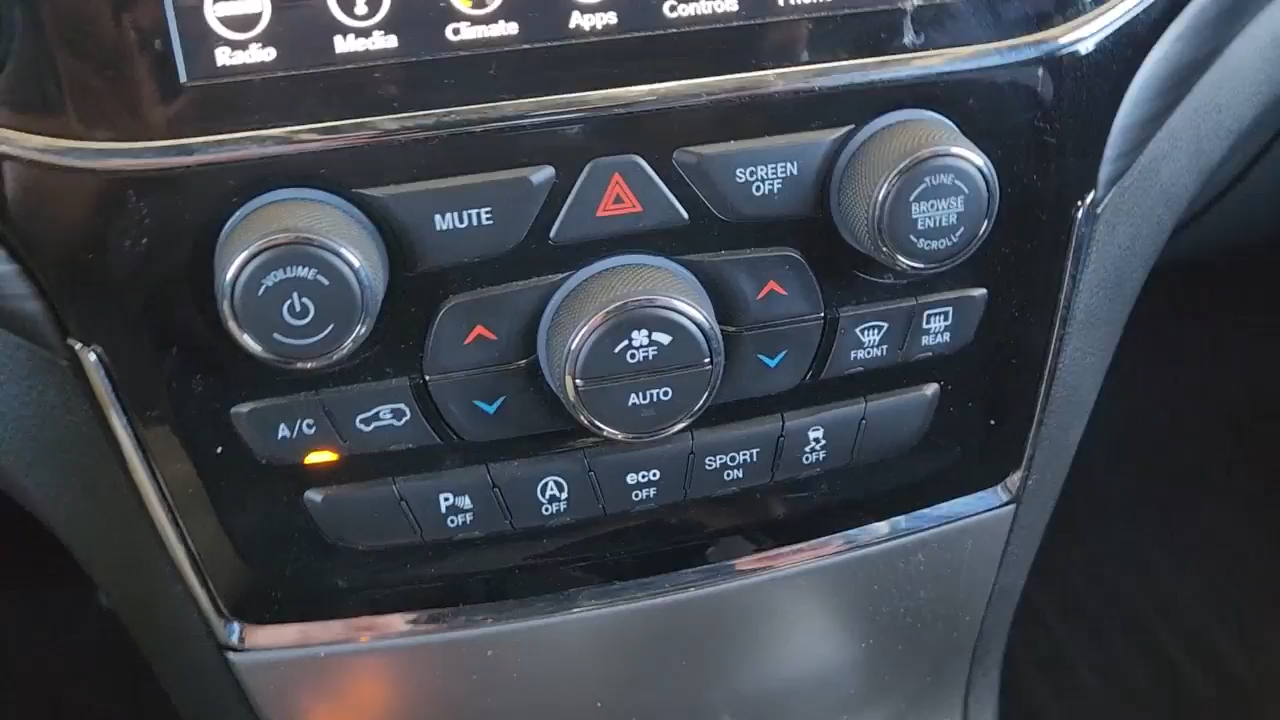 Radio
Media
Climate
Apps
Controls
MUTE
SCREEN
OFF
TUNE
BROWSE
ENTER
SCROLL
VOLUME
OFF
AUTO
FRONT
REAR
A/C
P OFF
A OFF
eco
OFF
SPORT
ON
OFF